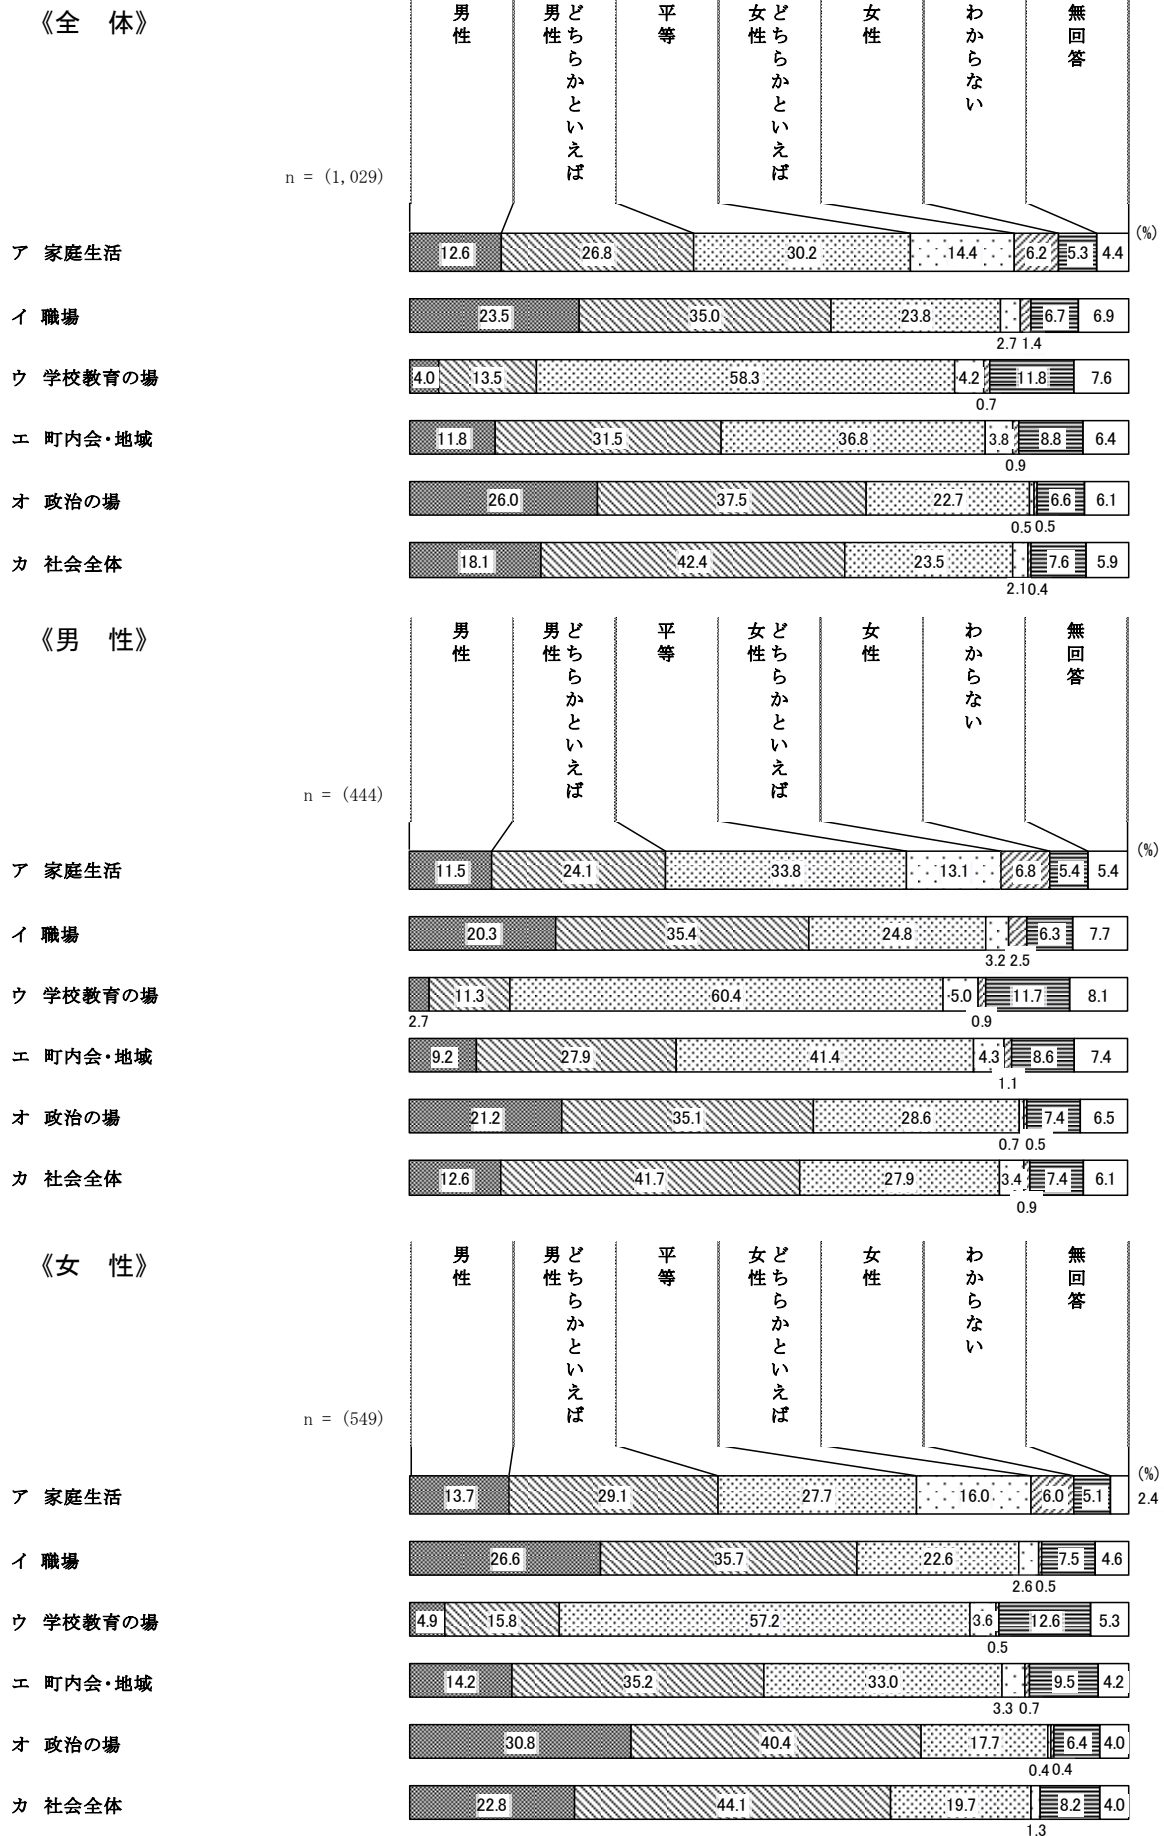 《全　体》
男性
どちらかといえば
男性
平等
どちらかといえば
女性
女性
わからない
無回答
n = (1,029)
(%)
ア 家庭生活 12.6 26.8 30.2 14.4 6.2 5.3 4.4
イ 職場 23.5 35.0 23.8 6.7 6.9
2.7 1.4
ウ 学校教育の場 4.0 13.5 58.3 4.2 11.8 7.6
0.7
エ 町内会・地域 11.8 31.5 36.8 3.8 8.8 6.4
0.9
オ 政治の場 26.0 37.5 22.7 6.6 6.1
0.5 0.5
カ 社会全体 18.1 42.4 23.5 7.6 5.9
2.1 0.4
《男　性》
男性
どちらかといえば
男性
平等
どちらかといえば
女性
女性
わからない
無回答
n = (444)
(%)
ア 家庭生活 11.5 24.1 33.8 13.1 6.8 5.4 5.4
イ 職場 20.3 35.4 24.8 6.3 7.7
3.2 2.5
ウ 学校教育の場 11.3 60.4 5.0 11.7 8.1
2.7 0.9
エ 町内会・地域 9.2 27.9 41.4 4.3 8.6 7.4
1.1
オ 政治の場 21.2 35.1 28.6 7.4 6.5
0.7 0.5
カ 社会全体 12.6 41.7 27.9 3.4 7.4 6.1
0.9
《女　性》
男性
どちらかといえば
男性
平等
どちらかといえば
女性
女性
わからない
無回答
n = (549)
(%)
ア 家庭生活 13.7 29.1 27.7 16.0 6.0 5.1 2.4
イ 職場 26.6 35.7 22.6 7.5 4.6
2.6 0.5
ウ 学校教育の場 4.9 15.8 57.2 3.6 12.6 5.3
0.5
エ 町内会・地域 14.2 35.2 33.0 9.5 4.2
3.3 0.7
オ 政治の場 30.8 40.4 17.7 6.4 4.0
0.4 0.4
カ 社会全体 22.8 44.1 19.7 8.2 4.0
1.3